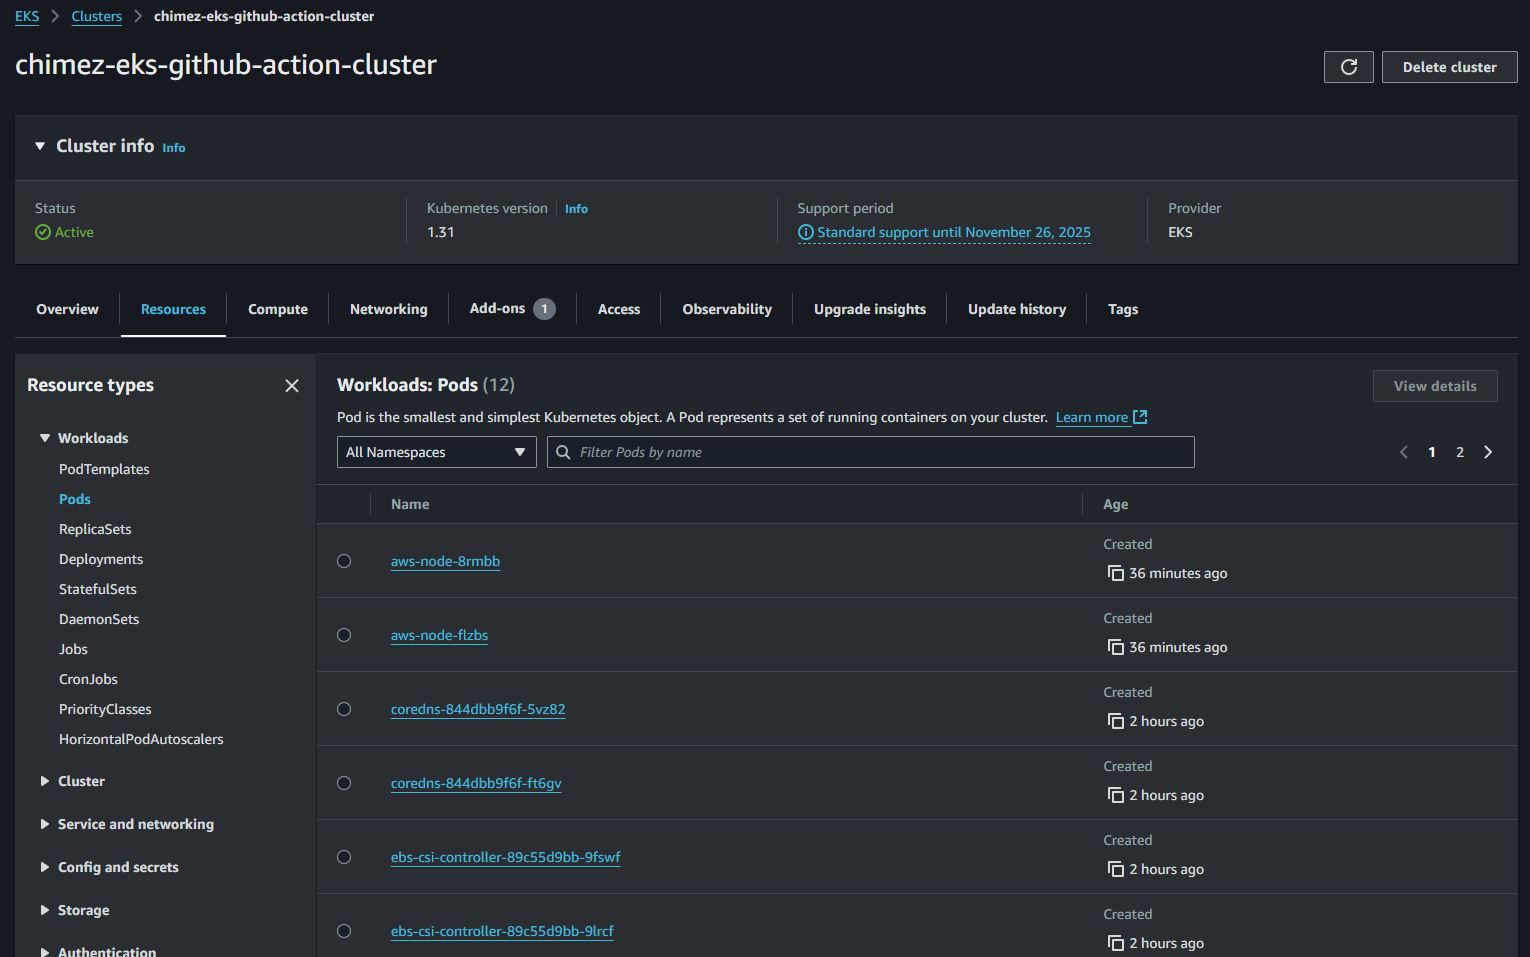 EKS > Clusters > chimez-eks-github-action-cluster
chimez-eks-github-action-cluster
Delete cluster
Cluster info Info
Status
Active
Kubernetes version Info
1.31
Support period
Standard support until November 26, 2025
Provider
EKS
Overview Resources Compute Networking Add-ons 1 Access Observability Upgrade insights Update history Tags
Resource types
Workloads
PodTemplates
Pods
ReplicaSets
Deployments
StatefulSets
DaemonSets
Jobs
CronJobs
PriorityClasses
HorizontalPodAutoscalers
Cluster
Service and networking
Config and secrets
Storage
Authentication
Workloads: Pods (12)
View details
Pod is the smallest and simplest Kubernetes object. A Pod represents a set of running containers on your cluster. Learn more
All Namespaces
Filter Pods by name
1 2
Name Age
aws-node-8rmbb
Created
36 minutes ago
aws-node-flzbs
Created
36 minutes ago
coredns-844dbb9f6f-5vz82
Created
2 hours ago
coredns-844dbb9f6f-ft6gv
Created
2 hours ago
ebs-csi-controller-89c55d9bb-9fswf
Created
2 hours ago
ebs-csi-controller-89c55d9bb-9lrcf
Created
2 hours ago